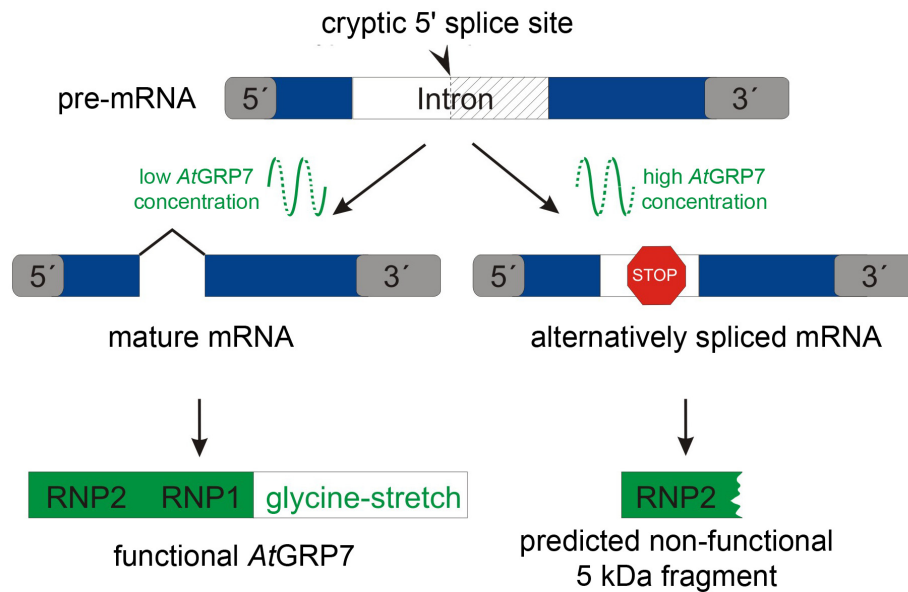 cryptic 5' splice site
pre-mRNA
5´
Intron
3´
low AtGRP7
concentration
high AtGRP7
concentration
5´
3´
5´
STOP
3´
mature mRNA
alternatively spliced mRNA
RNP2
RNP1
glycine-stretch
RNP2
functional AtGRP7
predicted non-functional
5 kDa fragment